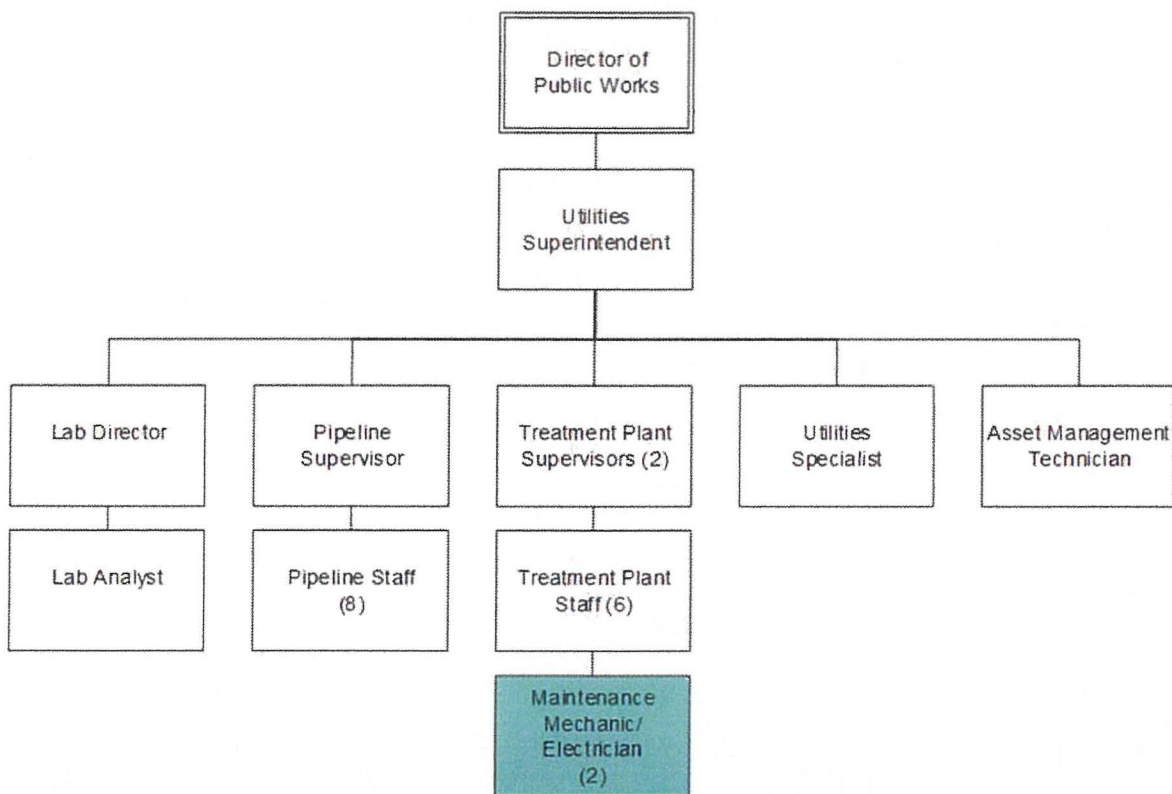 Director of
Public Works
Utilities
Superintendent
Lab Director
Pipeline
Supervisor
Treatment Plant
Supervisors (2)
Utilities
Specialist
Asset Management
Technician
Lab Analyst
Pipeline Staff
(8)
Treatment Plant
Staff (6)
Maintenance
Mechanic/
Electrician
(2)